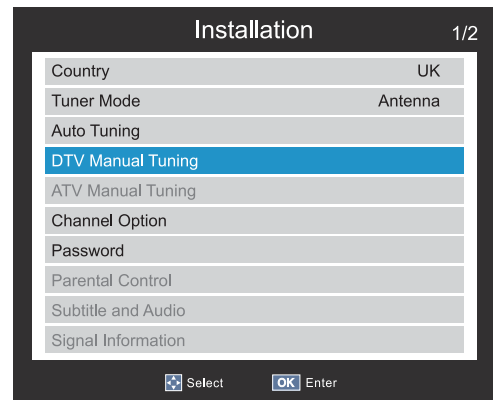 Installation 1/2
Country UK
Tuner Mode Antenna
Auto Tuning
DTV Manual Tuning
ATV Manual Tuning
Channel Option
Password
Parental Control
Subtitle and Audio
Signal Information
Select OK Enter